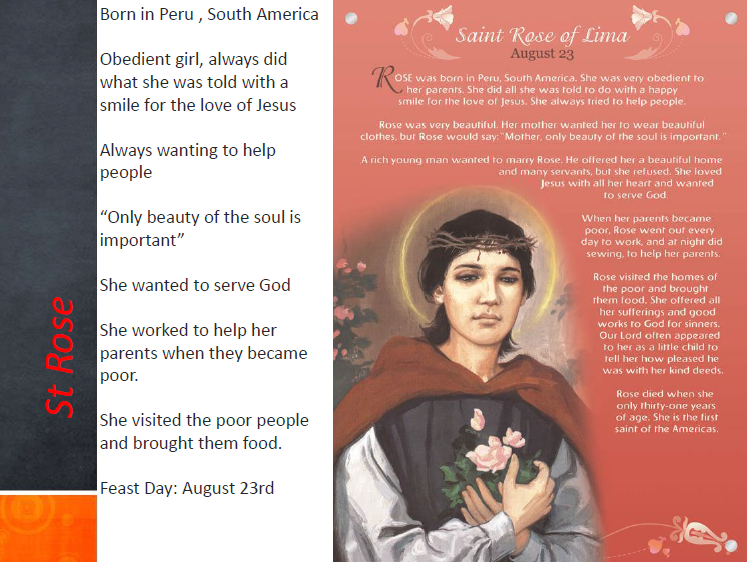 St Rose
Born in Peru , South America
Obedient girl, always did
what she was told with a
smile for the love of Jesus
Always wanting to help
people
“Only beauty of the soul is
important”
She wanted to serve God
She worked to help her
parents when they became
poor.
She visited the poor people
and brought them food.
Feast Day: August 23rd
Saint Rose of Lima
August 23
ROSE was born in Peru, South America. She was very obedient to
her parents. She did all she was told to do with a happy
smile for the love of Jesus. She always tried to help people.
Rose was very beautiful. Her mother wanted her to wear beautiful
clothes, but Rose would say: "Mother, only beauty of the soul is important."
A rich young man wanted to marry Rose. He offered her a beautiful home
and many servants, but she refused. She loved
Jesus with all her heart and wanted
to serve God.
When her parents became
poor, Rose went out every
day to work, and at night did
sewing, to help her parents.
Rose visited the homes of
the poor and brought
them food. She offered all
her sufferings and good
works to God for sinners.
Our Lord often appeared
to her as a little child to
tell her how pleased he
was with her kind deeds.
Rose died when she
only thirty-one years
of age. She is the first
saint of the Americas.